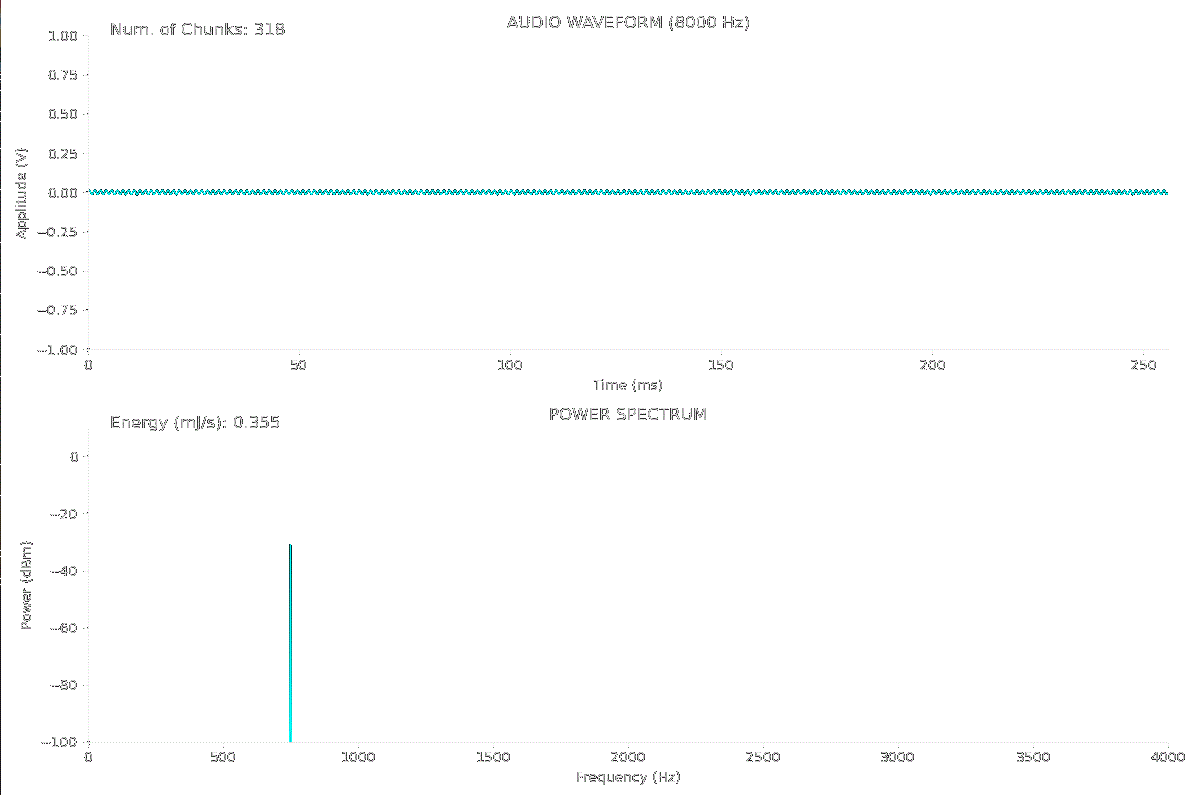 AUDIO WAVEFORM (8000 Hz)
Num. of Chunks: 318
1.00
0.75
0.50
0.25
0.00
−0.25
−0.50
−0.75
−1.00
Applitude (V)
0 50 100 150 200 250
Time (ms)
POWER SPECTRUM
Energy (mJ/s): 0.355
0
−20
−40
−60
−80
−100
Power (dBm)
0 500 1000 1500 2000 2500 3000 3500 4000
Frequency (Hz)